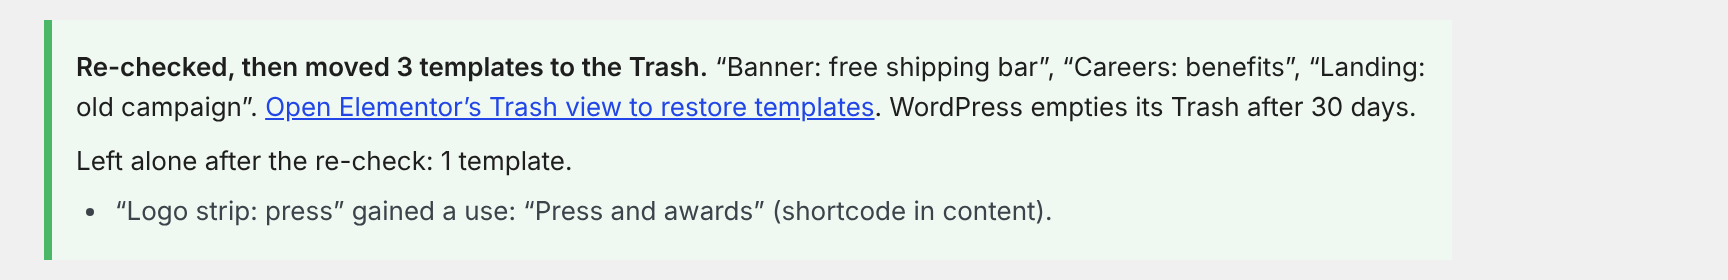 Re-checked, then moved 3 templates to the Trash. “Banner: free shipping bar”, “Careers: benefits”, “Landing:
old campaign”. Open Elementor’s Trash view to restore templates. WordPress empties its Trash after 30 days.
Left alone after the re-check: 1 template.
• “Logo strip: press” gained a use: “Press and awards” (shortcode in content).